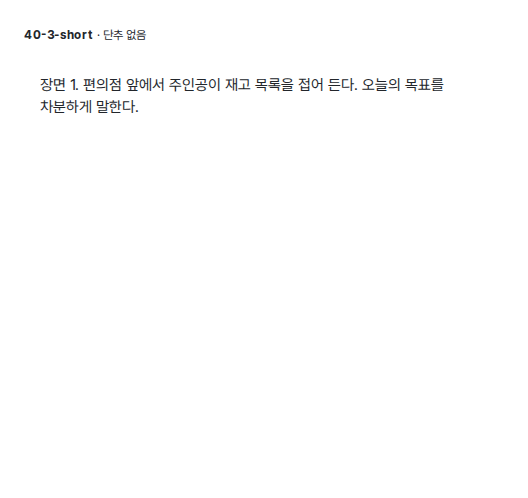 40-3-short · 단추 없음
장면 1. 편의점 앞에서 주인공이 재고 목록을 접어 든다. 오늘의 목표를
차분하게 말한다.